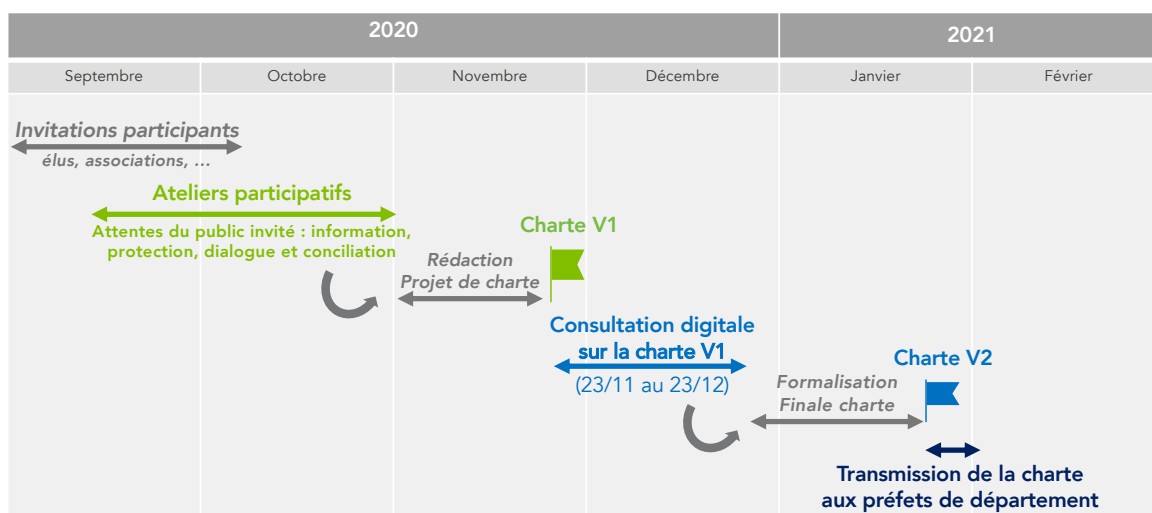 2020
2021
Septembre
Octobre
Novembre
Décembre
Janvier
Février
Invitations participants
élus, associations, ...
Ateliers participatifs
Attentes du public invité : information,
protection, dialogue et conciliation
Charte V1
Rédaction
Projet de charte
Consultation digitale
sur la charte V1
(23/11 au 23/12)
Charte V2
Formalisation
Finale charte
Transmission de la charte
aux préfets de département